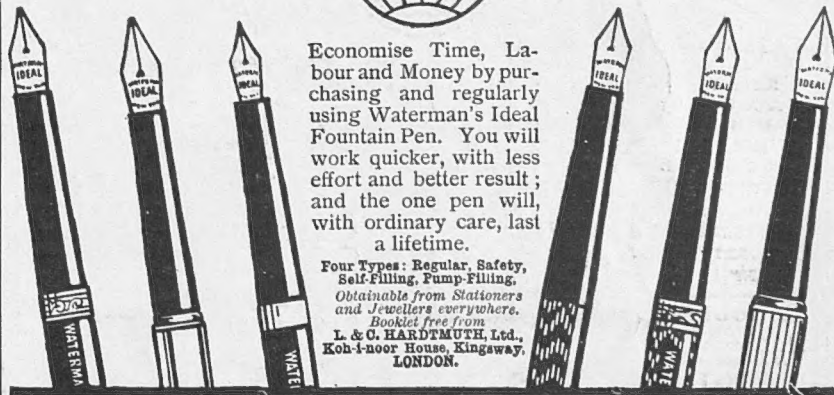 Economise Time, La-
bour and Money by pur-
chasing and regularly
using Waterman's Ideal
Fountain Pen. You will
work quicker, with less
effort and better result;
and the one pen will,
with ordinary care, last
a lifetime.
Four Types: Regular, Safety,
Self-Filling, Pump-Filling,
Obtainable from Stationers
and Jewellers everywhere.
Booklet free from
L. & C. HARDTMUTH, Ltd.,
Koh-i-noor House, Kingsway,
LONDON.
IDEAL
IDEAL
IDEAL
IDEAL
IDEAL
IDEAL
WATERMA
WATE
WATE